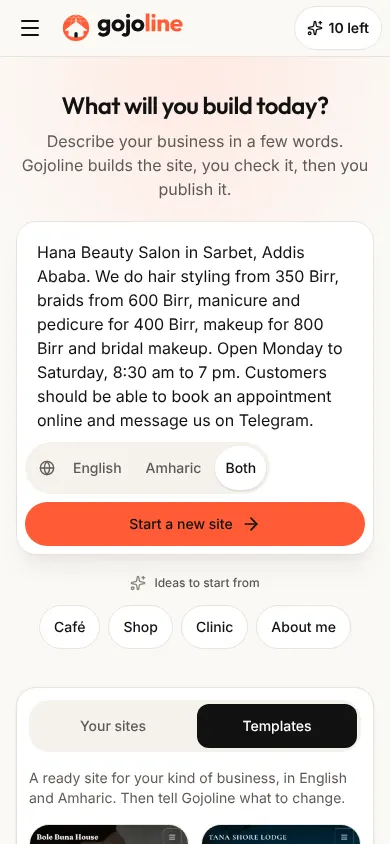 gojoline
10 left
What will you build today?
Describe your business in a few words.
Gojoline builds the site, you check it, then you
publish it.
Hana Beauty Salon in Sarbet, Addis
Ababa. We do hair styling from 350 Birr,
braids from 600 Birr, manicure and
pedicure for 400 Birr, makeup for 800
Birr and bridal makeup. Open Monday to
Saturday, 8:30 am to 7 pm. Customers
should be able to book an appointment
online and message us on Telegram.
English Amharic Both
Start a new site
Ideas to start from
Café Shop Clinic About me
Your sites Templates
A ready site for your kind of business, in English
and Amharic. Then tell Gojoline what to change.
Bole Buna House TANA SHORE LODGE